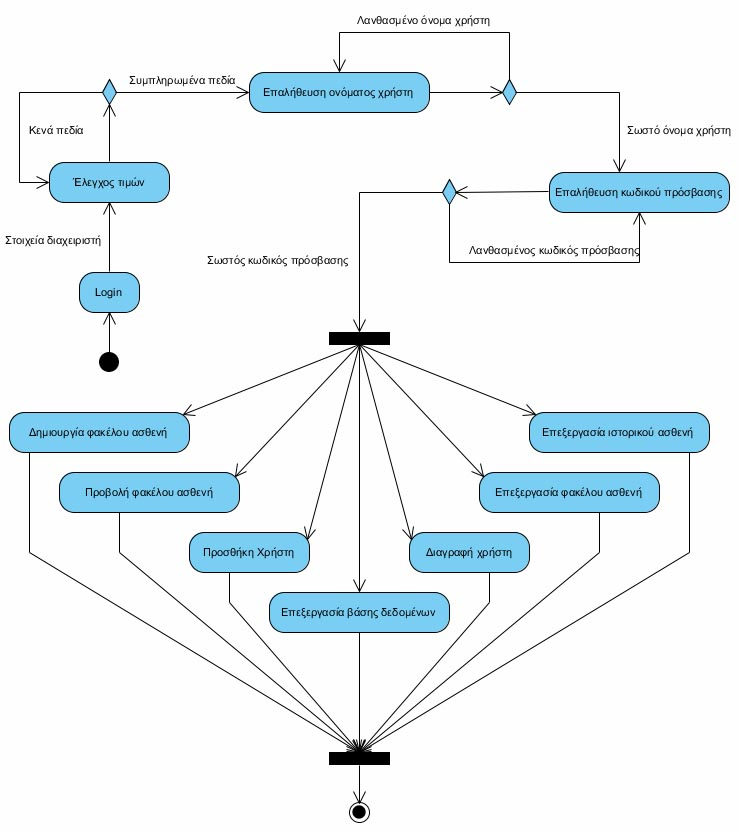 Λανθασμένο όνομα χρήστη
Συμπληρωμένα πεδία
Επαλήθευση ονόματος χρήστη
Κενά πεδία
Σωστό όνομα χρήστη
Έλεγχος τιμών
Επαλήθευση κωδικού πρόσβασης
Στοιχεία διαχειριστή
Λανθασμένος κωδικός πρόσβασης
Σωστός κωδικός πρόσβασης
Login
Δημιουργία φακέλου ασθενή
Επεξεργασία ιστορικού ασθενή
Προβολή φακέλου ασθενή
Επεξεργασία φακέλου ασθενή
Προσθήκη Χρήστη
Διαγραφή χρήστη
Επεξεργασία βάσης δεδομένων